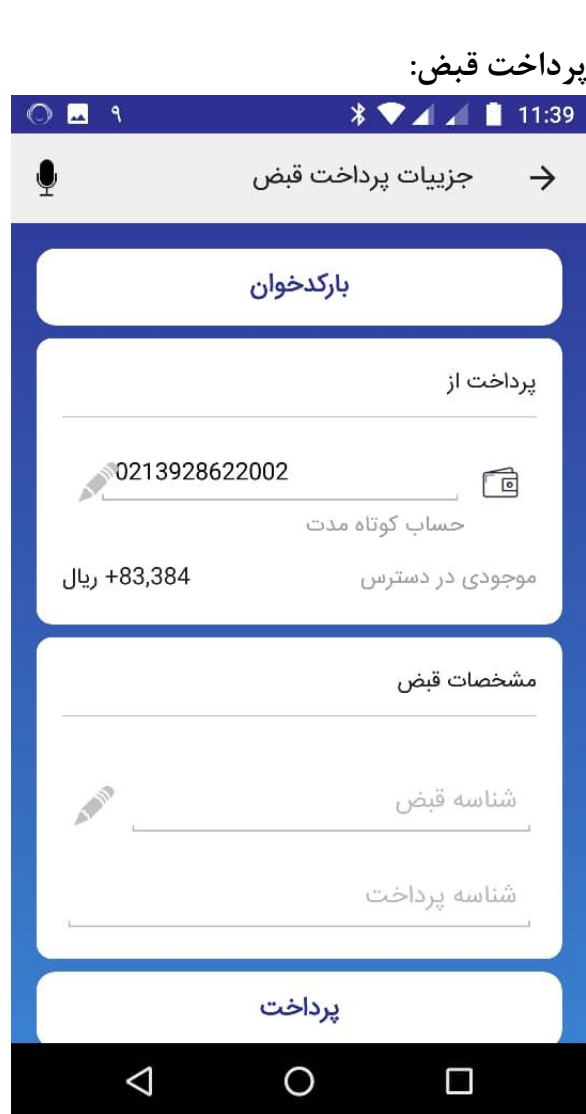 پرداخت قبض:
۹ 11:39
جزییات پرداخت قبض
بارکدخوان
پرداخت از
0213928622002
حساب کوتاه مدت
موجودی در دسترس +83,384 ریال
مشخصات قبض
شناسه قبض
شناسه پرداخت
پرداخت